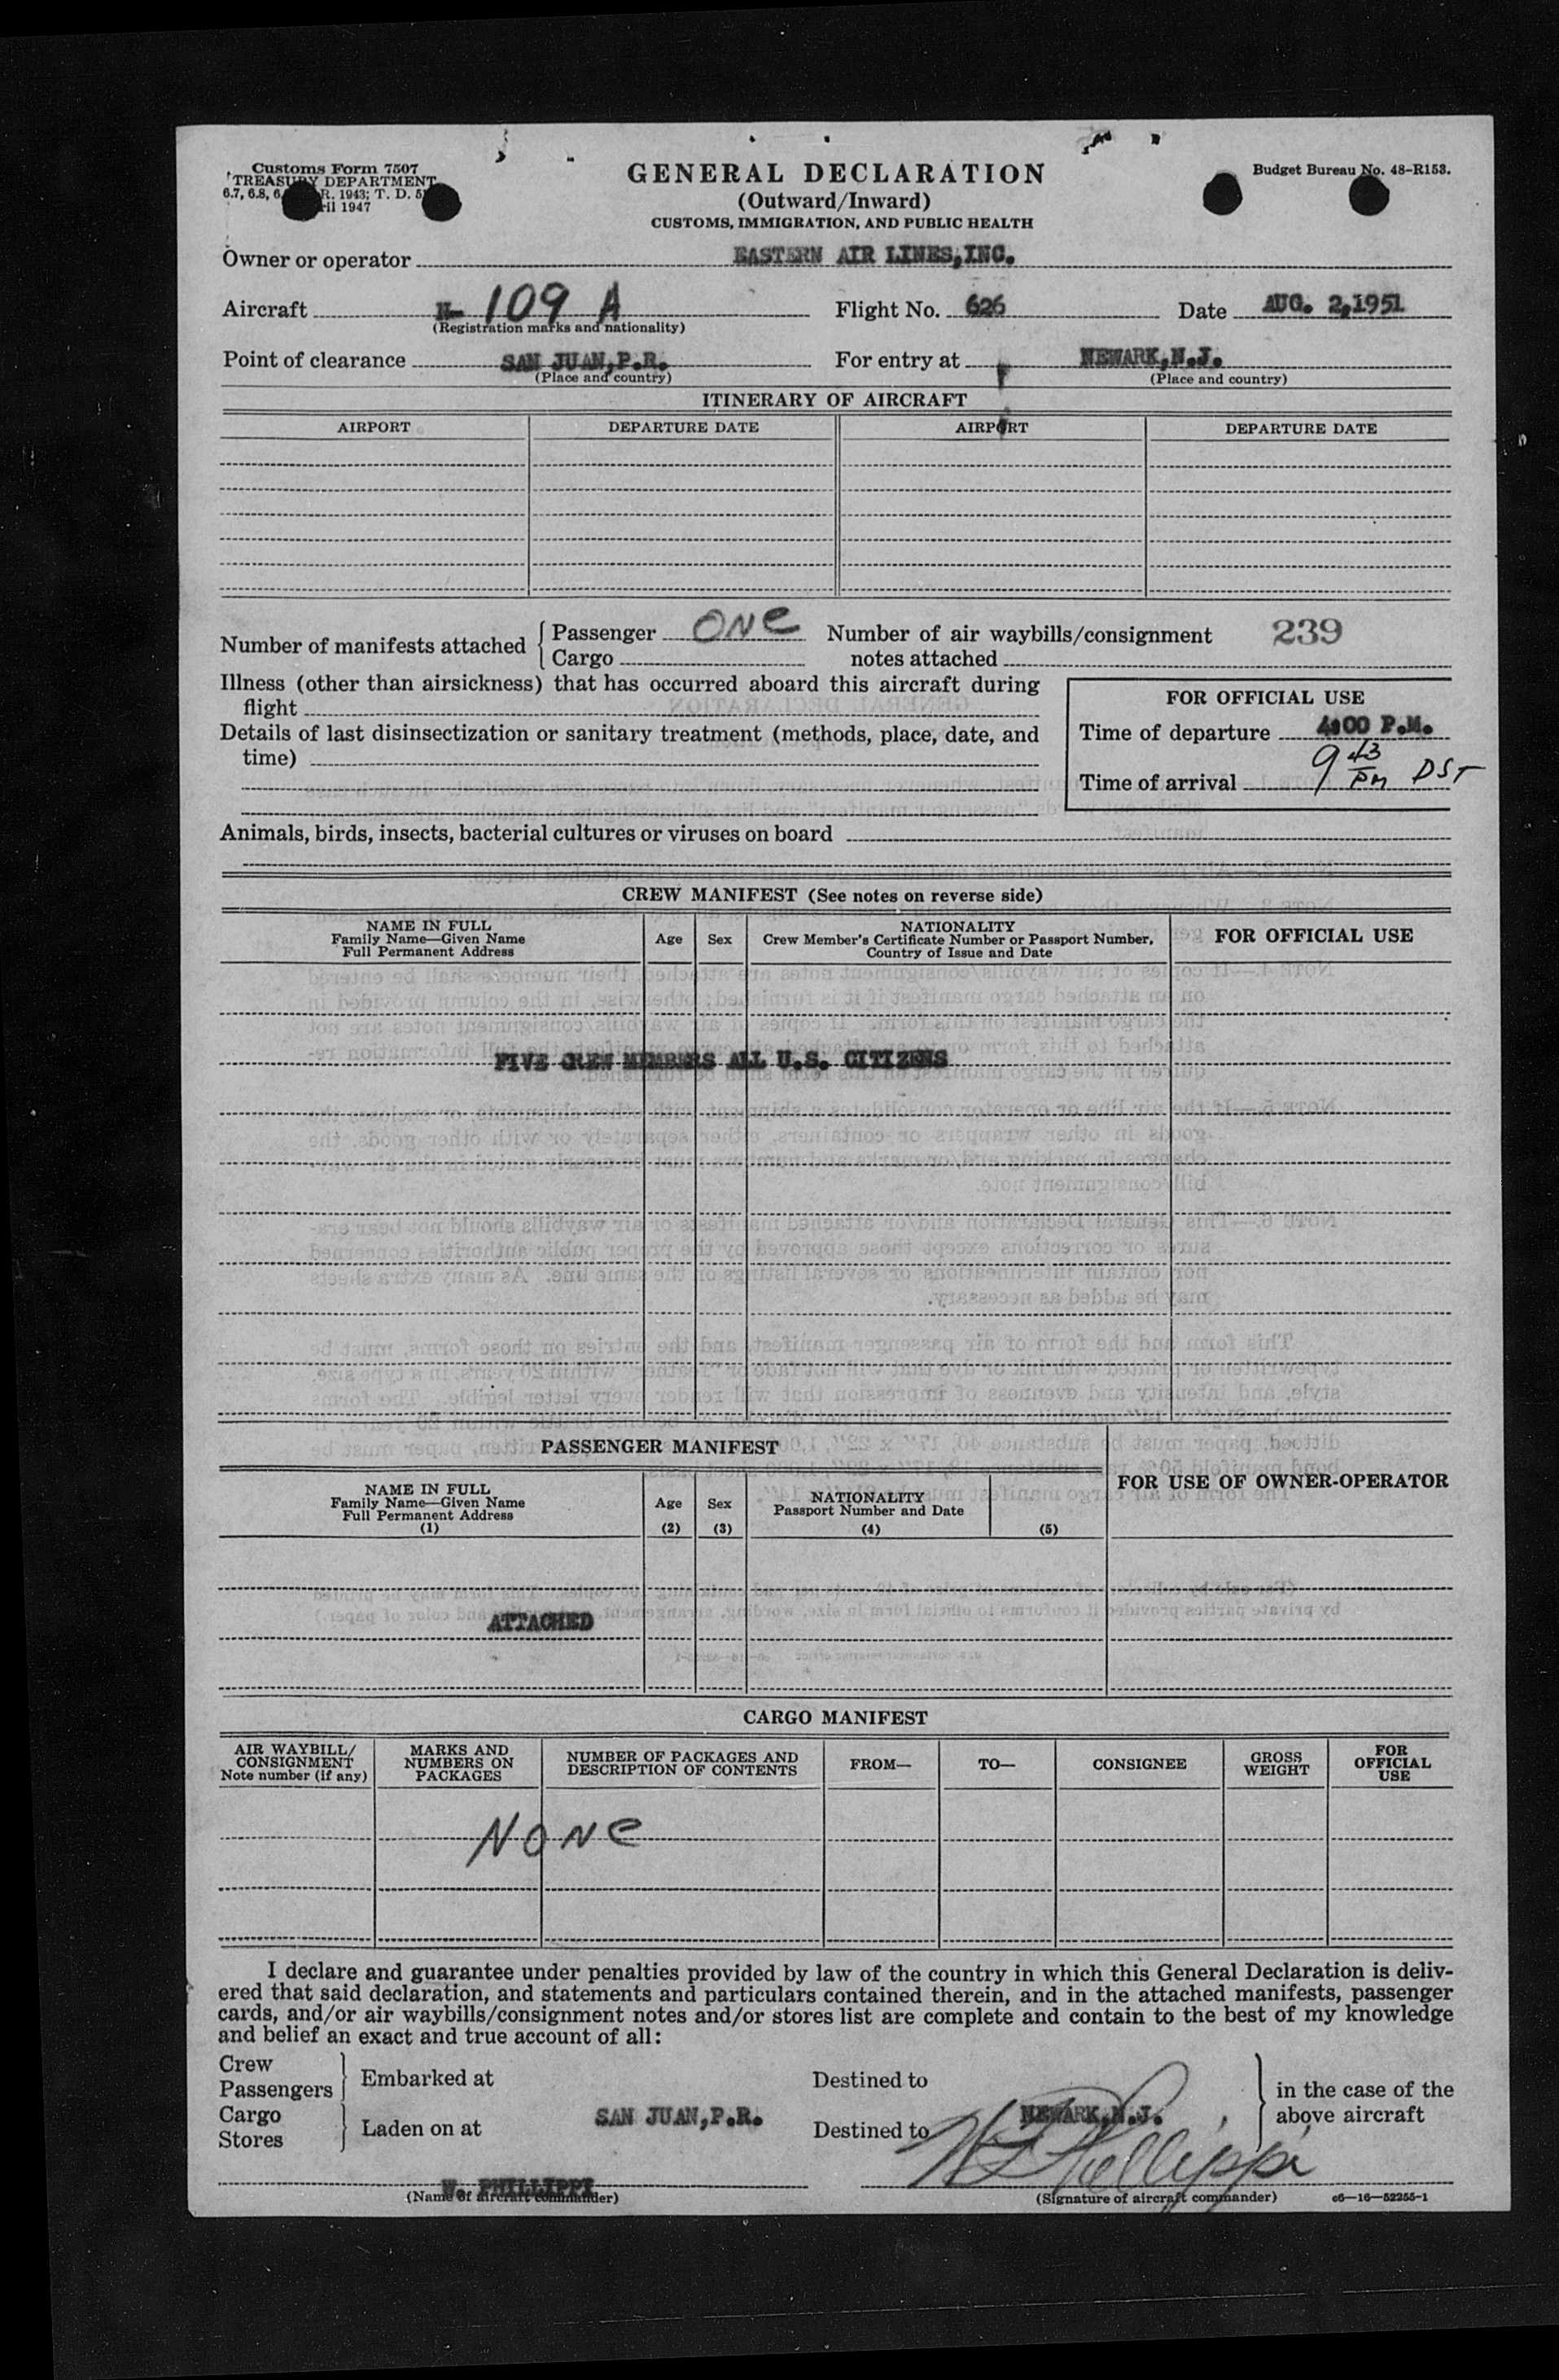 Customs Form 7507
TREASURY DEPARTMENT
6.7, 6.8, 6. R. 1943; T. D. 5
ril 1947
GENERAL DECLARATION
(Outward/Inward)
CUSTOMS, IMMIGRATION, AND PUBLIC HEALTH
Budget Bureau No. 48-R153.
Owner or operator EASTERN AIR LINES,INC.
Aircraft N- 109 A Flight No. 626 Date AUG. 2,1951
(Registration marks and nationality)
Point of clearance SAN JUAN,P.R. For entry at NEWARK,N.J.
(Place and country) (Place and country)
ITINERARY OF AIRCRAFT
AIRPORT DEPARTURE DATE AIRPORT DEPARTURE DATE
Number of manifests attached { Passenger ONE Number of air waybills/consignment 239
Cargo notes attached
Illness (other than airsickness) that has occurred aboard this aircraft during
flight
Details of last disinsectization or sanitary treatment (methods, place, date, and
time)
FOR OFFICIAL USE
Time of departure 4:00 P.M.
Time of arrival 9 43 PM DST
Animals, birds, insects, bacterial cultures or viruses on board
CREW MANIFEST (See notes on reverse side)
NAME IN FULL
Family Name—Given Name
Full Permanent Address
Age
Sex
NATIONALITY
Crew Member's Certificate Number or Passport Number,
Country of Issue and Date
FOR OFFICIAL USE
FIVE CREW MEMBERS ALL U.S. CITIZENS
PASSENGER MANIFEST
NAME IN FULL
Family Name—Given Name
Full Permanent Address
(1)
Age
(2)
Sex
(3)
NATIONALITY
Passport Number and Date
(4)
(5)
FOR USE OF OWNER-OPERATOR
ATTACHED
CARGO MANIFEST
AIR WAYBILL/
CONSIGNMENT
Note number (if any)
MARKS AND
NUMBERS ON
PACKAGES
NUMBER OF PACKAGES AND
DESCRIPTION OF CONTENTS
FROM—
TO—
CONSIGNEE
GROSS
WEIGHT
FOR
OFFICIAL
USE
NONE
I declare and guarantee under penalties provided by law of the country in which this General Declaration is deliv-
ered that said declaration, and statements and particulars contained therein, and in the attached manifests, passenger
cards, and/or air waybills/consignment notes and/or stores list are complete and contain to the best of my knowledge
and belief an exact and true account of all:
Crew
Passengers } Embarked at Destined to
Cargo
Stores } Laden on at SAN JUAN,P.R. Destined to NEWARK,N.J.
in the case of the
above aircraft
W. PHILLIPPI
(Name of aircraft commander)
W Phillippi
(Signature of aircraft commander) c6—16—52255-1